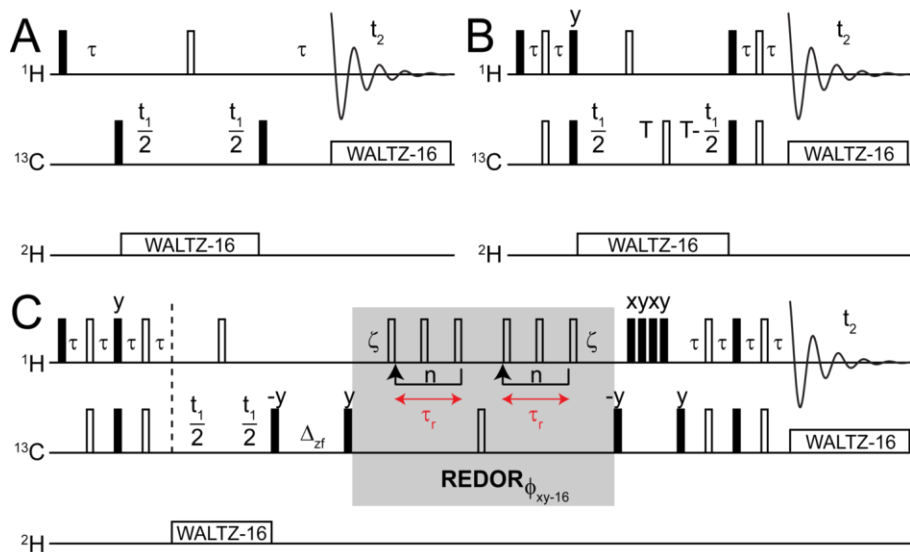 A
τ
τ
t₂
¹H
t₁/2
t₁/2
¹³C
WALTZ-16
²H
WALTZ-16
B
y
τ τ
τ τ
t₂
¹H
t₁/2
T
T-t₁/2
¹³C
WALTZ-16
²H
WALTZ-16
C
y
xyxy
τ τ τ τ
ζ
ζ
τ τ τ τ
t₂
¹H
n
n
τᵣ
τᵣ
t₁/2
t₁/2
-y
Δzf
y
-y
y
¹³C
WALTZ-16
REDORϕxy-16
²H
WALTZ-16